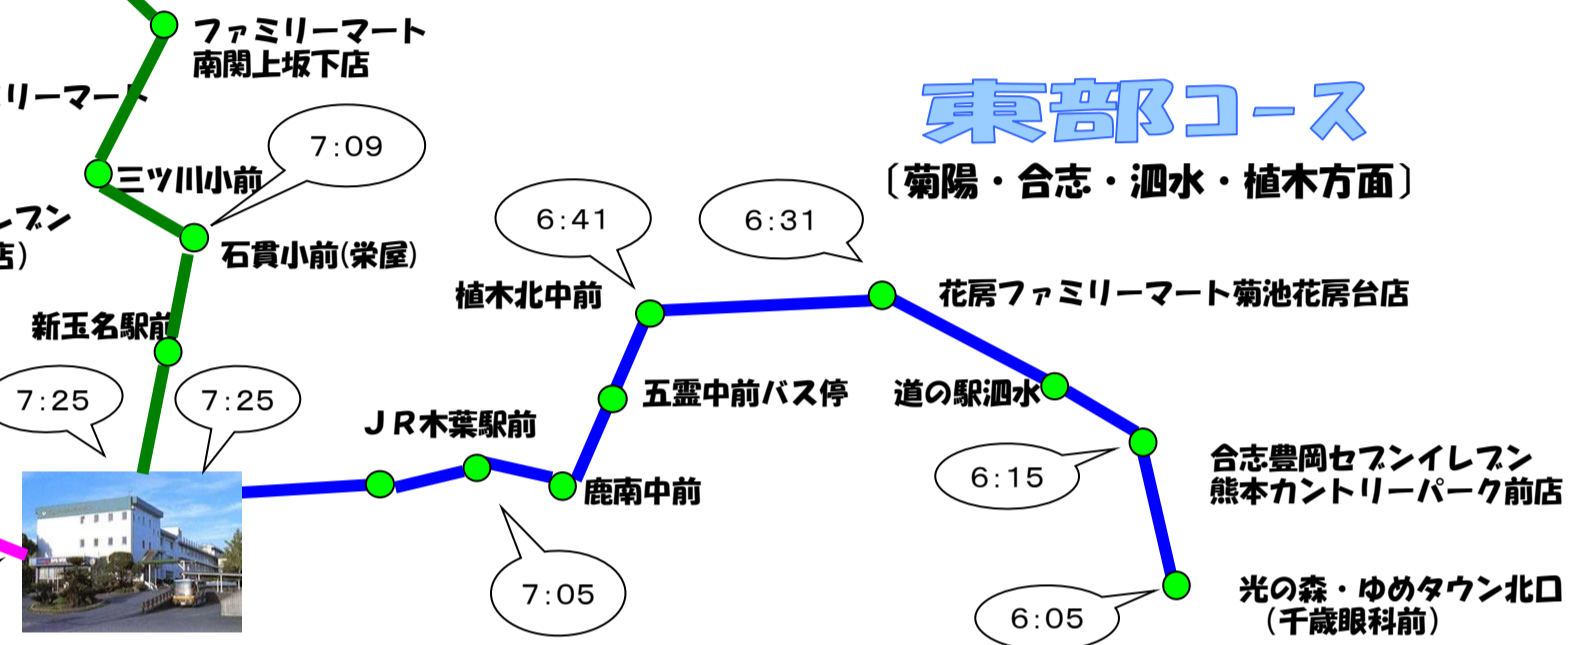 ファミリーマート
南関上坂下店
リーマート
三ツ川小前
7:09
レブン
店)
石貫小前(栄屋)
新玉名駅前
7:25
7:25
東部コース
〔菊陽・合志・泗水・植木方面〕
6:41
6:31
植木北中前
花房ファミリーマート菊池花房台店
五霊中前バス停
道の駅泗水
JR木葉駅前
鹿南中前
7:05
6:15
合志豊岡セブンイレブン
熊本カントリーパーク前店
6:05
光の森・ゆめタウン北口
(千歳眼科前)